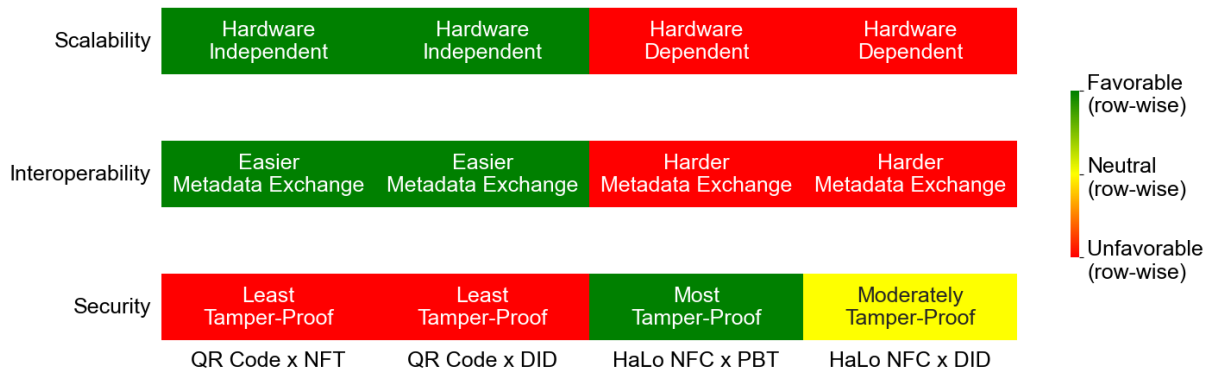 Scalability
Hardware
Independent
Hardware
Independent
Hardware
Dependent
Hardware
Dependent
Interoperability
Easier
Metadata Exchange
Easier
Metadata Exchange
Harder
Metadata Exchange
Harder
Metadata Exchange
Security
Least
Tamper-Proof
Least
Tamper-Proof
Most
Tamper-Proof
Moderately
Tamper-Proof
QR Code x NFT
QR Code x DID
HaLo NFC x PBT
HaLo NFC x DID
Favorable
(row-wise)
Neutral
(row-wise)
Unfavorable
(row-wise)